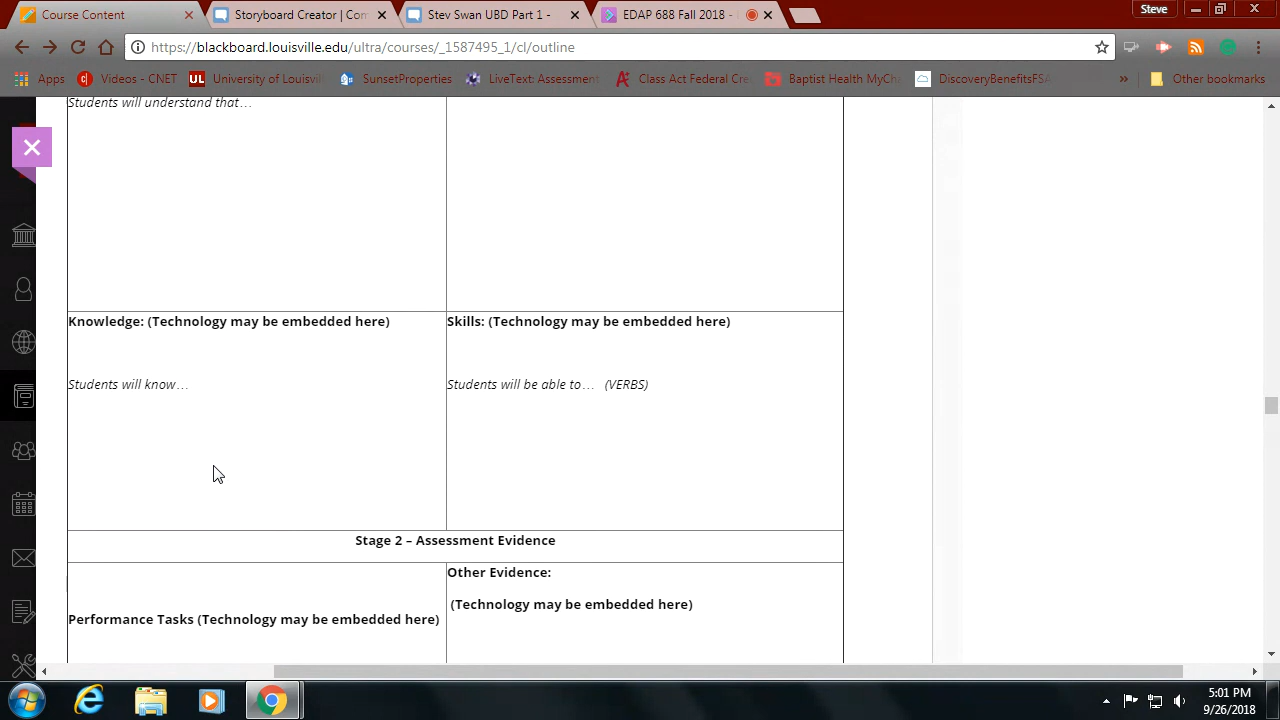 Course Content
Storyboard Creator | Com
Stev Swan UBD Part 1 -
EDAP 688 Fall 2018 -
Steve
https://blackboard.louisville.edu/ultra/courses/_1587495_1/cl/outline
Apps
Videos - CNET
UL University of Louisvill
SunsetProperties
LiveText: Assessment
Class Act Federal Cre
Baptist Health MyCha
DiscoveryBenefitsFSA
»
Other bookmarks
Students will understand that…
Knowledge: (Technology may be embedded here)
Skills: (Technology may be embedded here)
Students will know…
Students will be able to… (VERBS)
Stage 2 – Assessment Evidence
Other Evidence:
(Technology may be embedded here)
Performance Tasks (Technology may be embedded here)
5:01 PM
9/26/2018